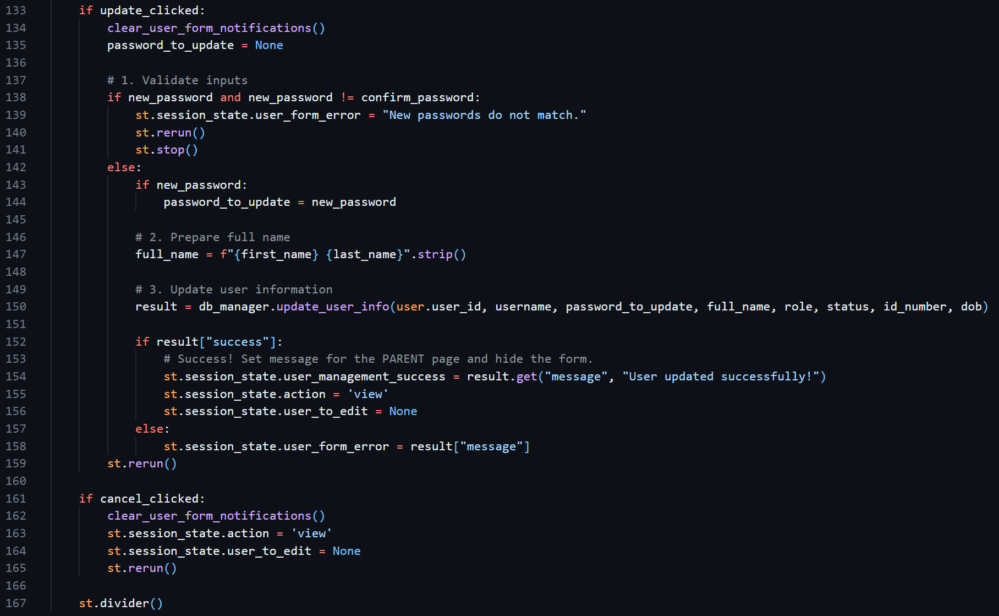 133 if update_clicked:
134 clear_user_form_notifications()
135 password_to_update = None
136
137 # 1. Validate inputs
138 if new_password and new_password != confirm_password:
139 st.session_state.user_form_error = "New passwords do not match."
140 st.rerun()
141 st.stop()
142 else:
143 if new_password:
144 password_to_update = new_password
145
146 # 2. Prepare full name
147 full_name = f"{first_name} {last_name}".strip()
148
149 # 3. Update user information
150 result = db_manager.update_user_info(user.user_id, username, password_to_update, full_name, role, status, id_number, dob)
151
152 if result["success"]:
153 # Success! Set message for the PARENT page and hide the form.
154 st.session_state.user_management_success = result.get("message", "User updated successfully!")
155 st.session_state.action = 'view'
156 st.session_state.user_to_edit = None
157 else:
158 st.session_state.user_form_error = result["message"]
159 st.rerun()
160
161 if cancel_clicked:
162 clear_user_form_notifications()
163 st.session_state.action = 'view'
164 st.session_state.user_to_edit = None
165 st.rerun()
166
167 st.divider()